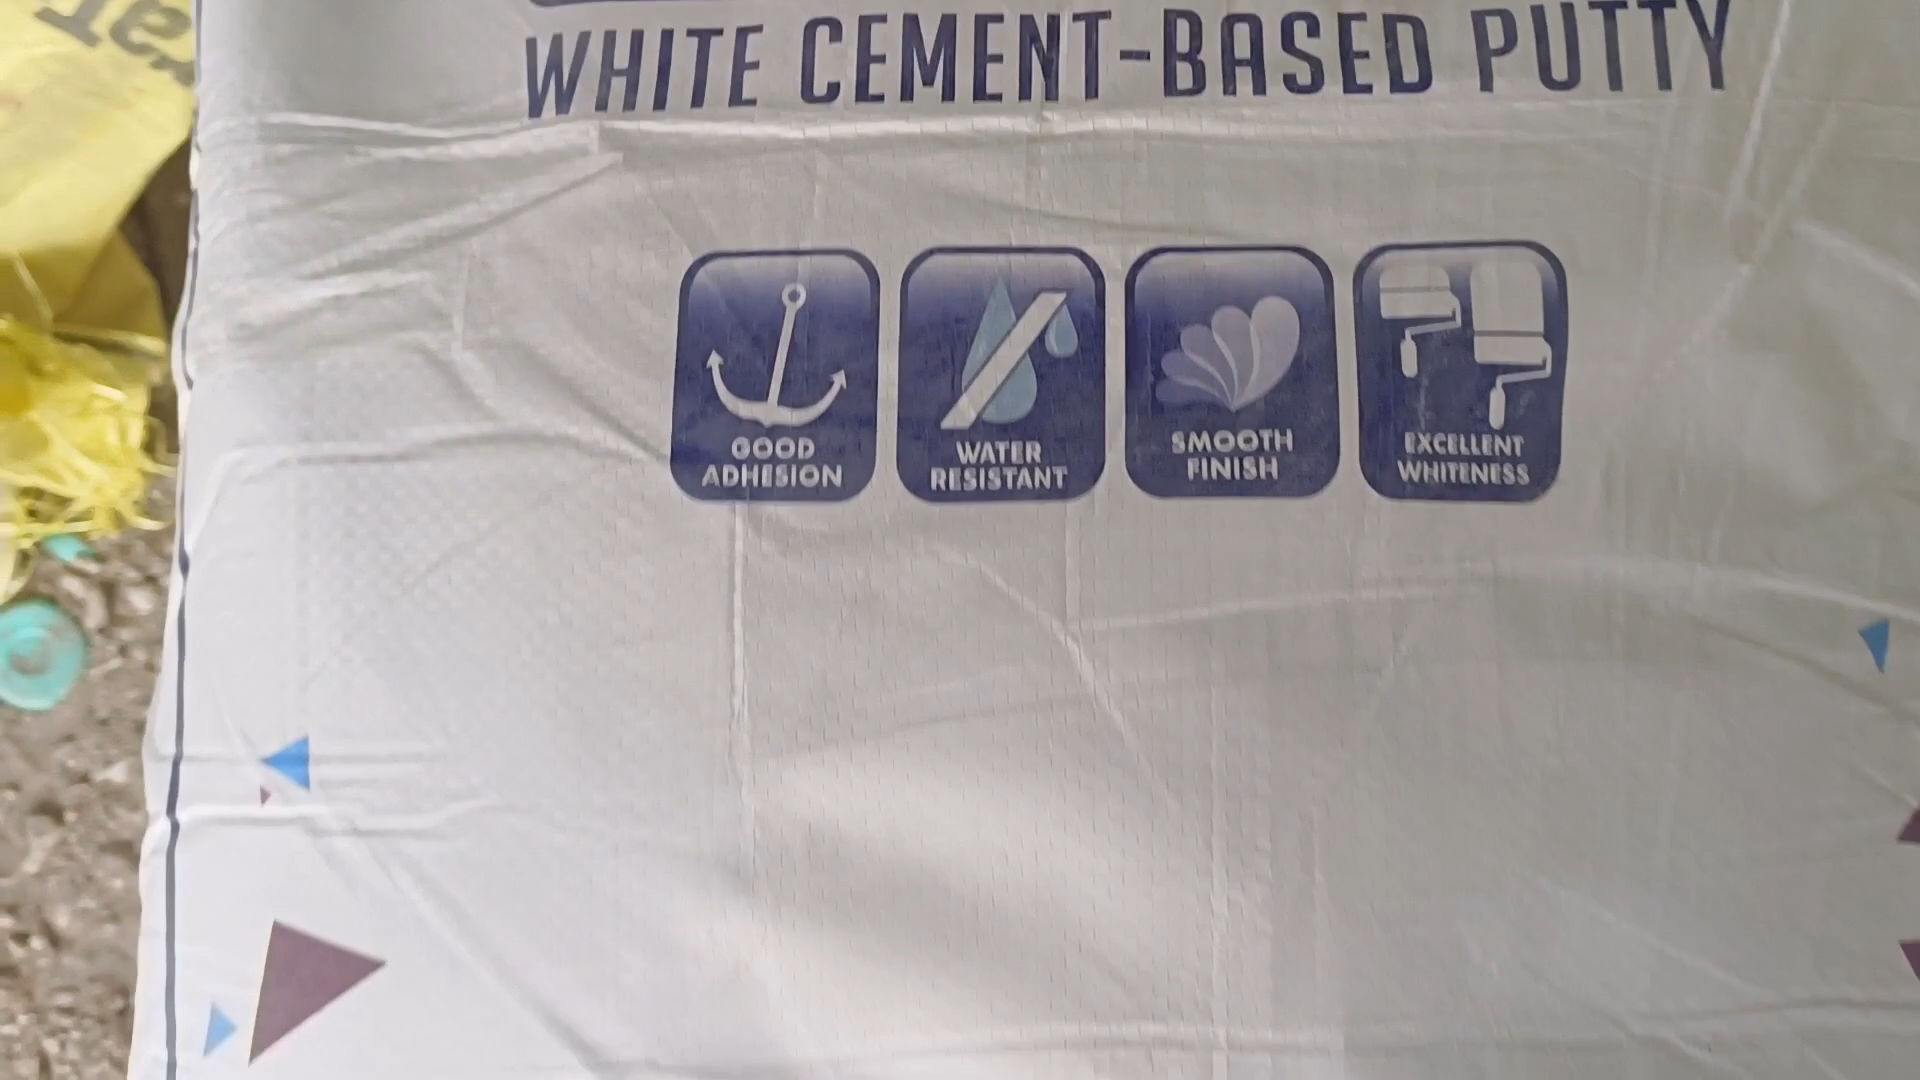 WHITE CEMENT-BASED PUTTY
GOOD
ADHESION
WATER
RESISTANT
SMOOTH
FINISH
EXCELLENT
WHITENESS